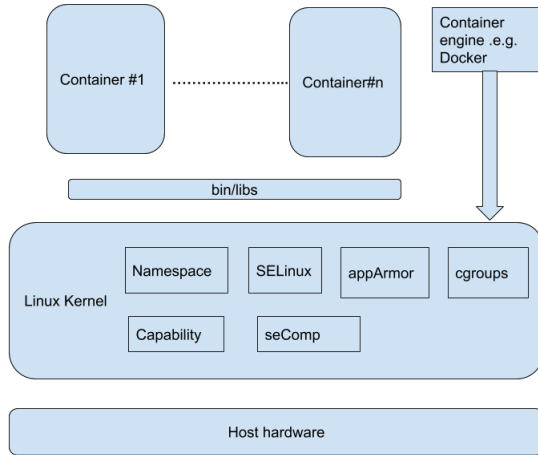 Container #1
Container#n
Container
engine .e.g.
Docker
bin/libs
Linux Kernel
Namespace
SELinux
appArmor
cgroups
Capability
seComp
Host hardware